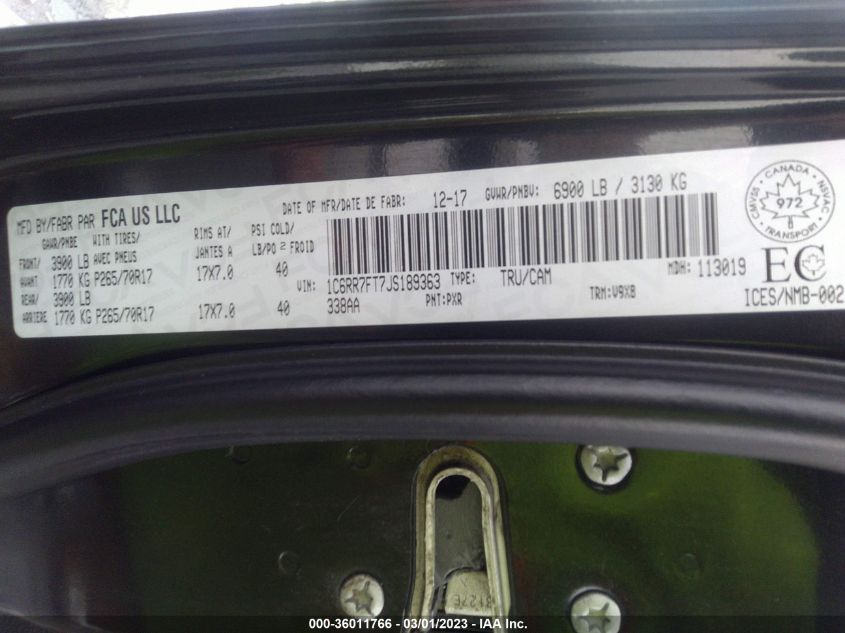 MFD BY/FABR PAR FCA US LLC
DATE OF MFR/DATE DE FABR: 12-17 GVWR/PNBV: 6900 LB / 3130 KG
GAWR/PNBE WITH TIRES/ RIMS AT/ PSI COLD/
AVEC PNEUS JANTES A LB/PO² FROID
FRONT/ 3900 LB
AVANT 1770 KG P265/70R17 17X7.0 40
REAR/ 3900 LB
ARRIERE 1770 KG P265/70R17 17X7.0 40
VIN: 1C6RR7FT7JS189363 TYPE: TRU/CAM MDH: 113019
338AA PNT:PXR TRM:V9X8
CANADA
CMVSS NSVAC
972
TRANSPORT
EC
ICES/NMB-002
8127E
000-36011766 - 03/01/2023 - IAA Inc.